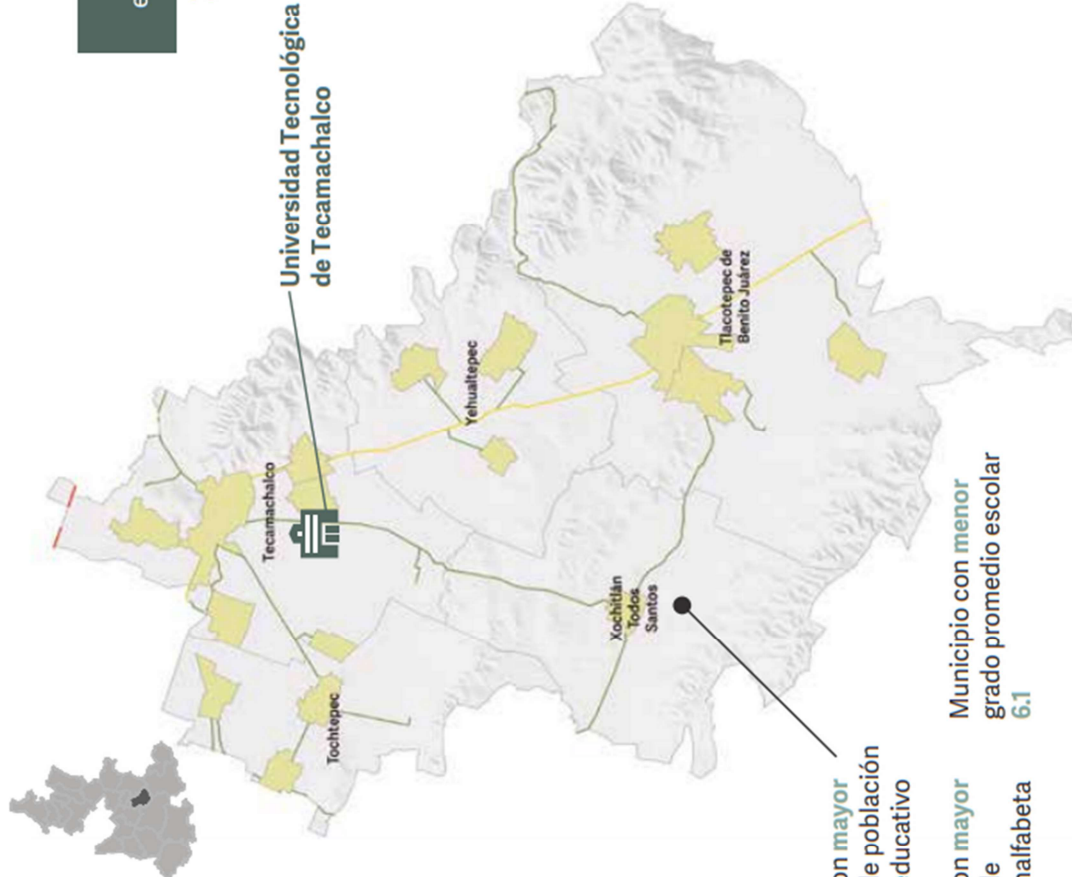 e
Universidad Tecnológica
de Tecamachalco
Tecamachalco
Yehualtepec
Tochtepec
Tlacotepec de
Benito Juárez
Xochitlán
Todos
Santos
on mayor
e población
ducativo
on mayor
e
nalfabeta
Municipio con menor
grado promedio escolar
6.1